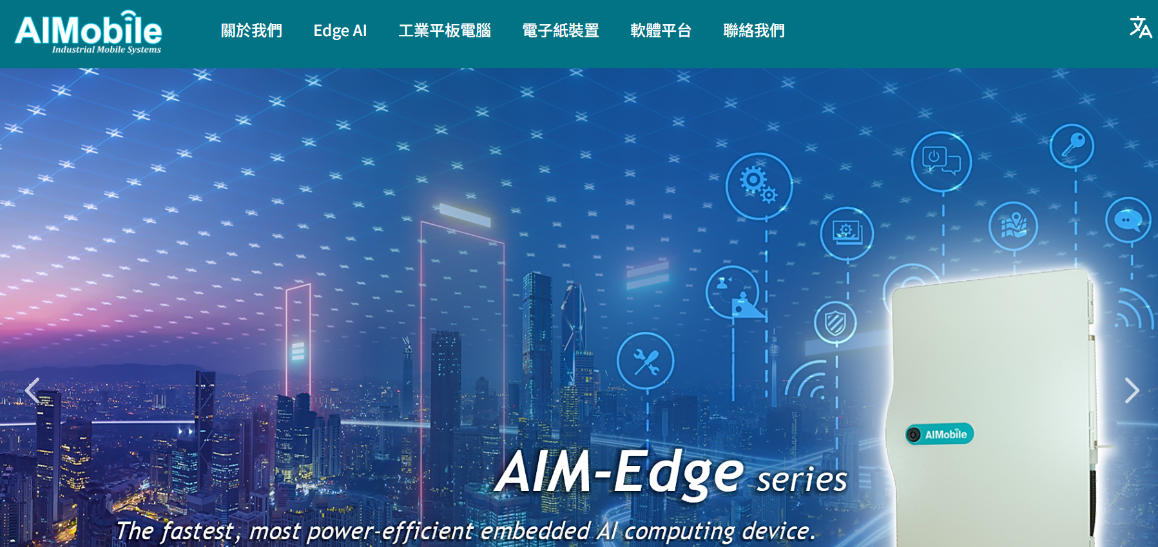 AIMobile
Industrial Mobile Systems
關於我們 Edge AI 工業平板電腦 電子紙裝置 軟體平台 聯絡我們
AIMobile
AIM-Edge series
The fastest, most power-efficient embedded AI computing device.